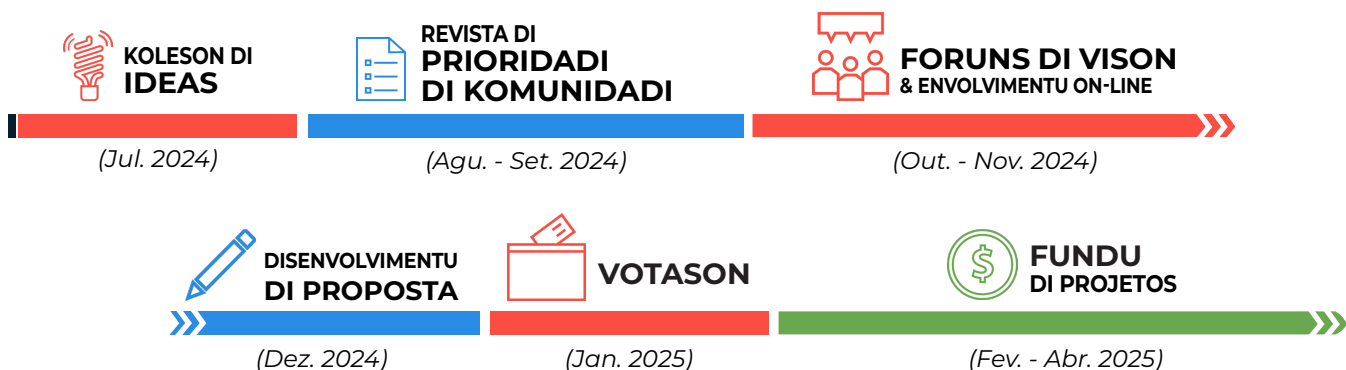 KOLESON DI
IDEAS
(Jul. 2024)
REVISTA DI
PRIORIDADI
DI KOMUNIDADI
(Agu. - Set. 2024)
FORUNS DI VISON
& ENVOLVIMENTU ON-LINE
(Out. - Nov. 2024)
DISENVOLVIMENTU
DI PROPOSTA
(Dez. 2024)
VOTASON
(Jan. 2025)
$
FUNDU
DI PROJETOS
(Fev. - Abr. 2025)